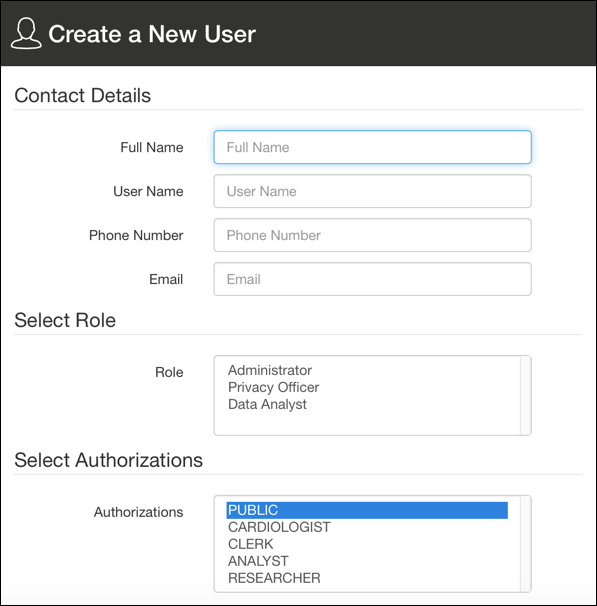 Create a New User
Contact Details
Full Name Full Name
User Name User Name
Phone Number Phone Number
Email Email
Select Role
Role
Administrator
Privacy Officer
Data Analyst
Select Authorizations
Authorizations
PUBLIC
CARDIOLOGIST
CLERK
ANALYST
RESEARCHER